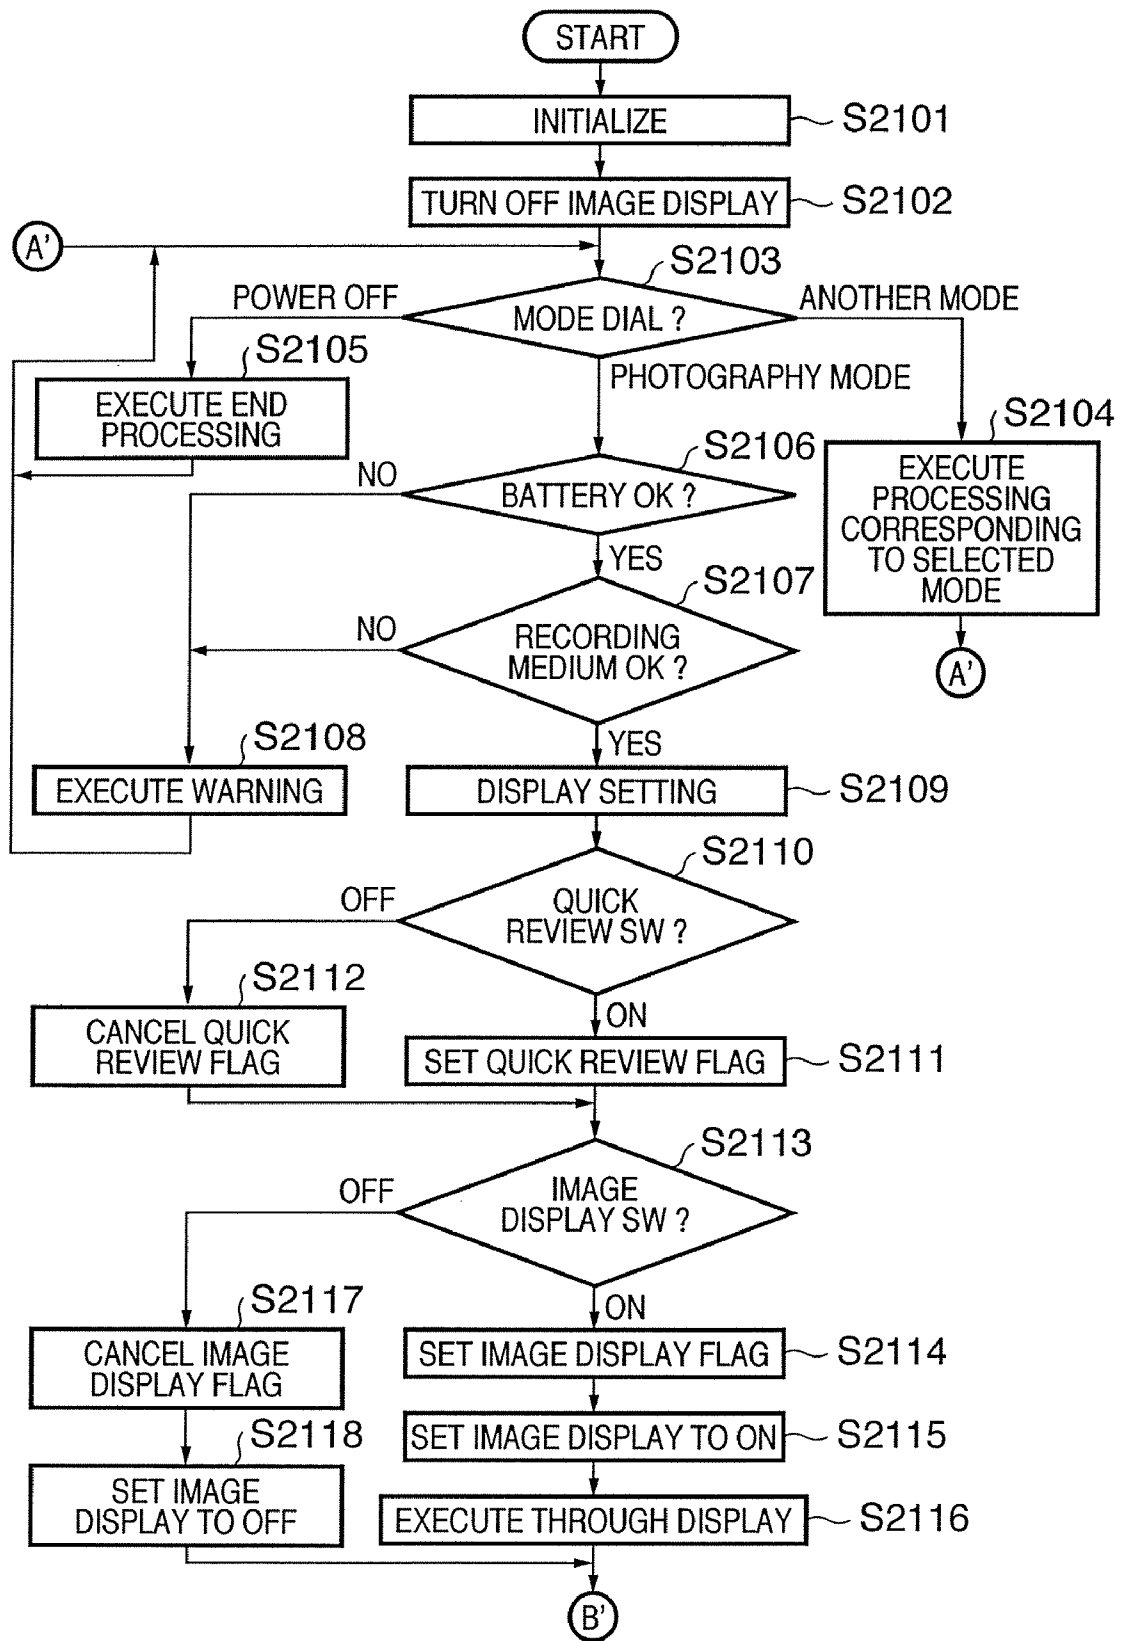 START
INITIALIZE
S2101
TURN OFF IMAGE DISPLAY
S2102
A'
S2103
POWER OFF
MODE DIAL ?
ANOTHER MODE
S2105
PHOTOGRAPHY MODE
EXECUTE END
PROCESSING
S2104
S2106
NO
BATTERY OK ?
EXECUTE
PROCESSING
CORRESPONDING
TO SELECTED
MODE
YES
S2107
NO
RECORDING
MEDIUM OK ?
A'
S2108
YES
EXECUTE WARNING
DISPLAY SETTING
S2109
S2110
OFF
QUICK
REVIEW SW ?
S2112
ON
CANCEL QUICK
REVIEW FLAG
SET QUICK REVIEW FLAG
S2111
S2113
OFF
IMAGE
DISPLAY SW ?
S2117
ON
CANCEL IMAGE
DISPLAY FLAG
SET IMAGE DISPLAY FLAG
S2114
S2118
SET IMAGE DISPLAY TO ON
S2115
SET IMAGE
DISPLAY TO OFF
EXECUTE THROUGH DISPLAY
S2116
B'